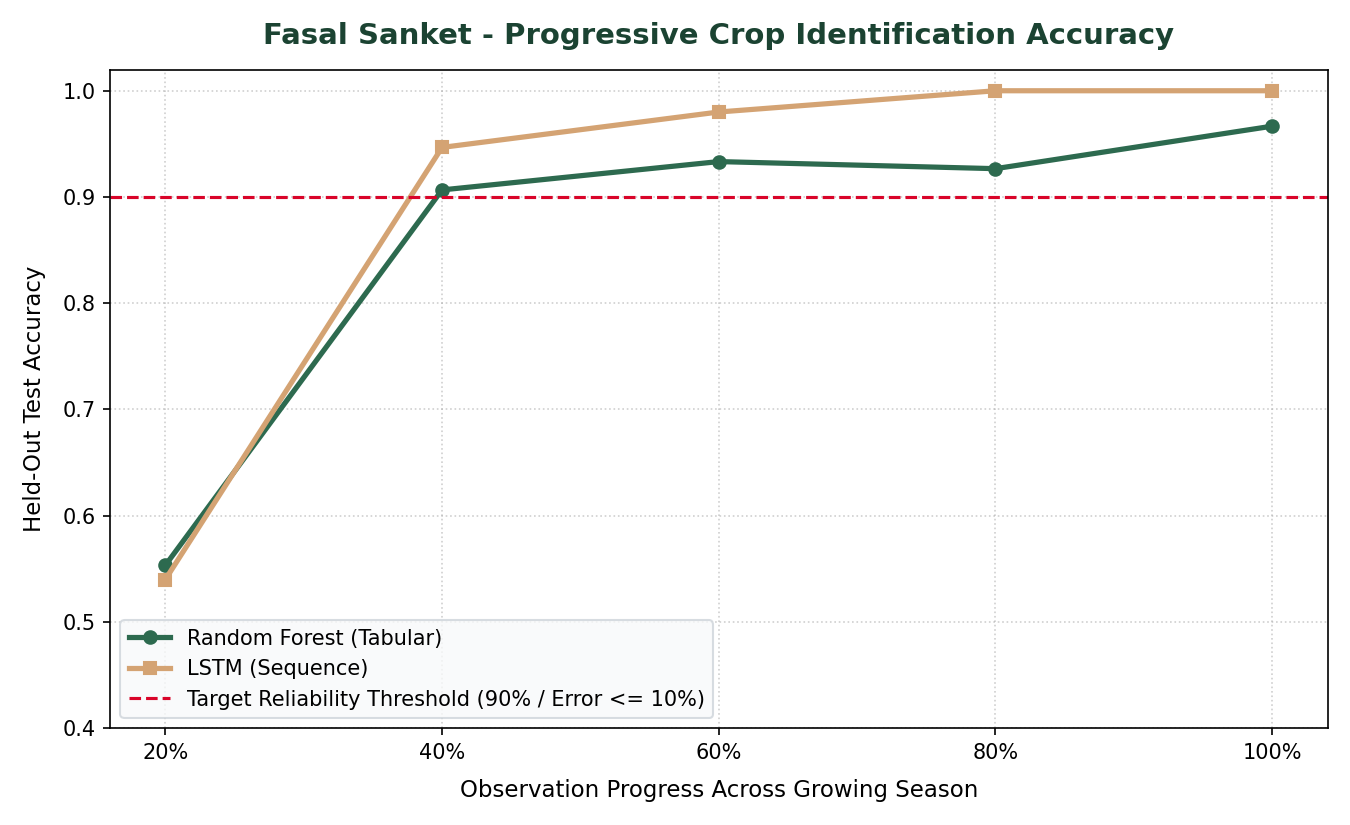 Fasal Sanket - Progressive Crop Identification Accuracy
1.0
0.9
0.8
0.7
0.6
0.5
0.4
Held-Out Test Accuracy
Random Forest (Tabular)
LSTM (Sequence)
Target Reliability Threshold (90% / Error <= 10%)
20% 40% 60% 80% 100%
Observation Progress Across Growing Season